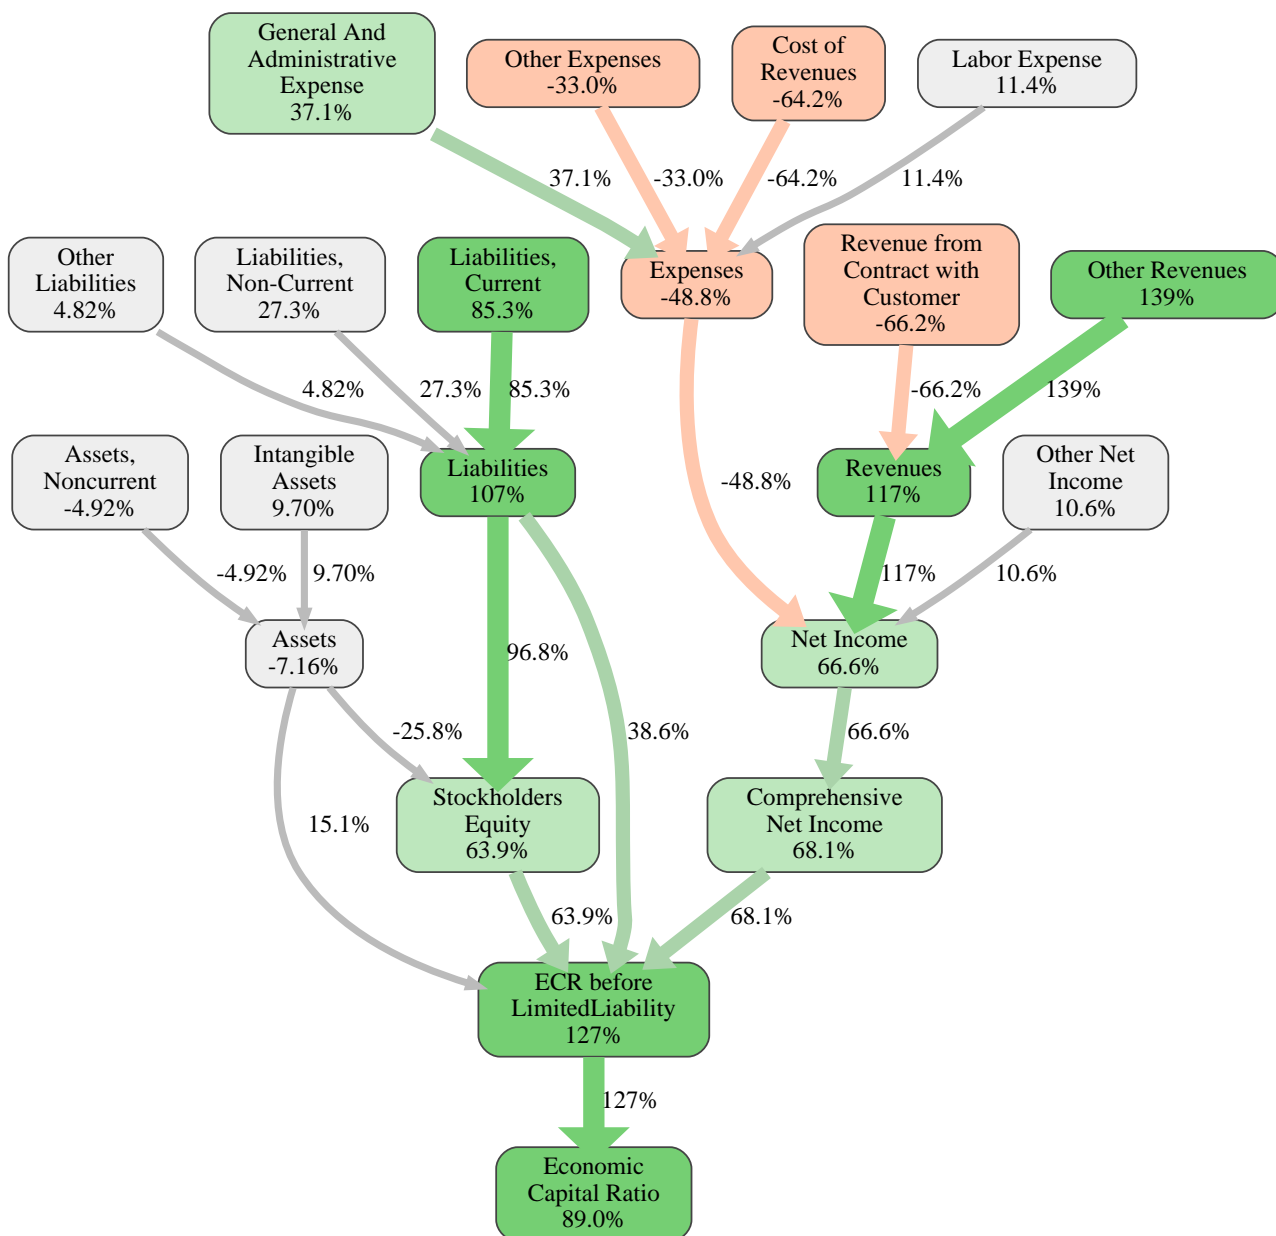 General And
Administrative
Expense
37.1%
Other Expenses
-33.0%
Cost of
Revenues
-64.2%
Labor Expense
11.4%
37.1%
-33.0%
-64.2%
11.4%
Other
Liabilities
4.82%
Liabilities,
Non-Current
27.3%
Liabilities,
Current
85.3%
Expenses
-48.8%
Revenue from
Contract with
Customer
-66.2%
Other Revenues
139%
4.82%
27.3%
85.3%
-66.2%
139%
Assets,
Noncurrent
-4.92%
Intangible
Assets
9.70%
Liabilities
107%
-48.8%
Revenues
117%
Other Net
Income
10.6%
-4.92%
9.70%
117%
10.6%
Assets
-7.16%
96.8%
Net Income
66.6%
-25.8%
38.6%
66.6%
15.1%
Stockholders
Equity
63.9%
Comprehensive
Net Income
68.1%
63.9%
68.1%
ECR before
LimitedLiability
127%
127%
Economic
Capital Ratio
89.0%